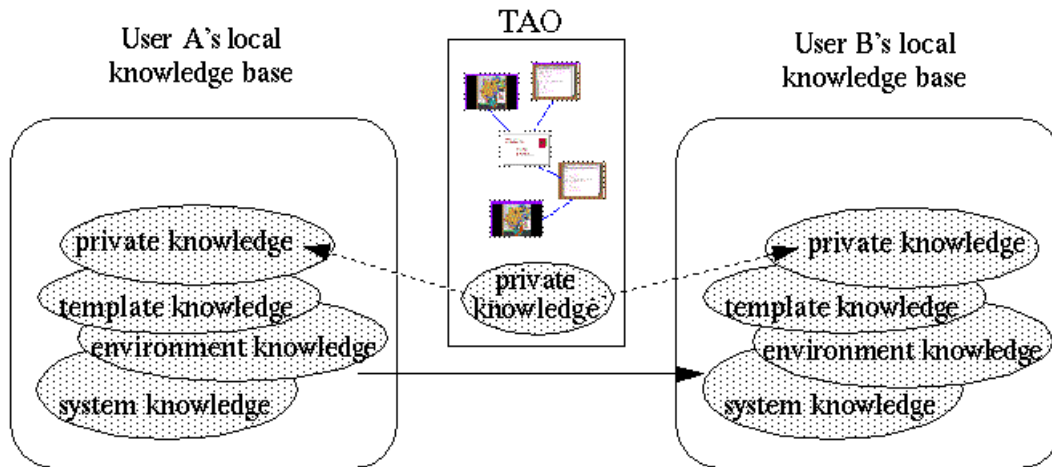 User A's local
knowledge base
private knowledge
template knowledge
environment knowledge
system knowledge
TAO
private
knowledge
User B's local
knowledge base
private knowledge
template knowledge
environment knowledge
system knowledge